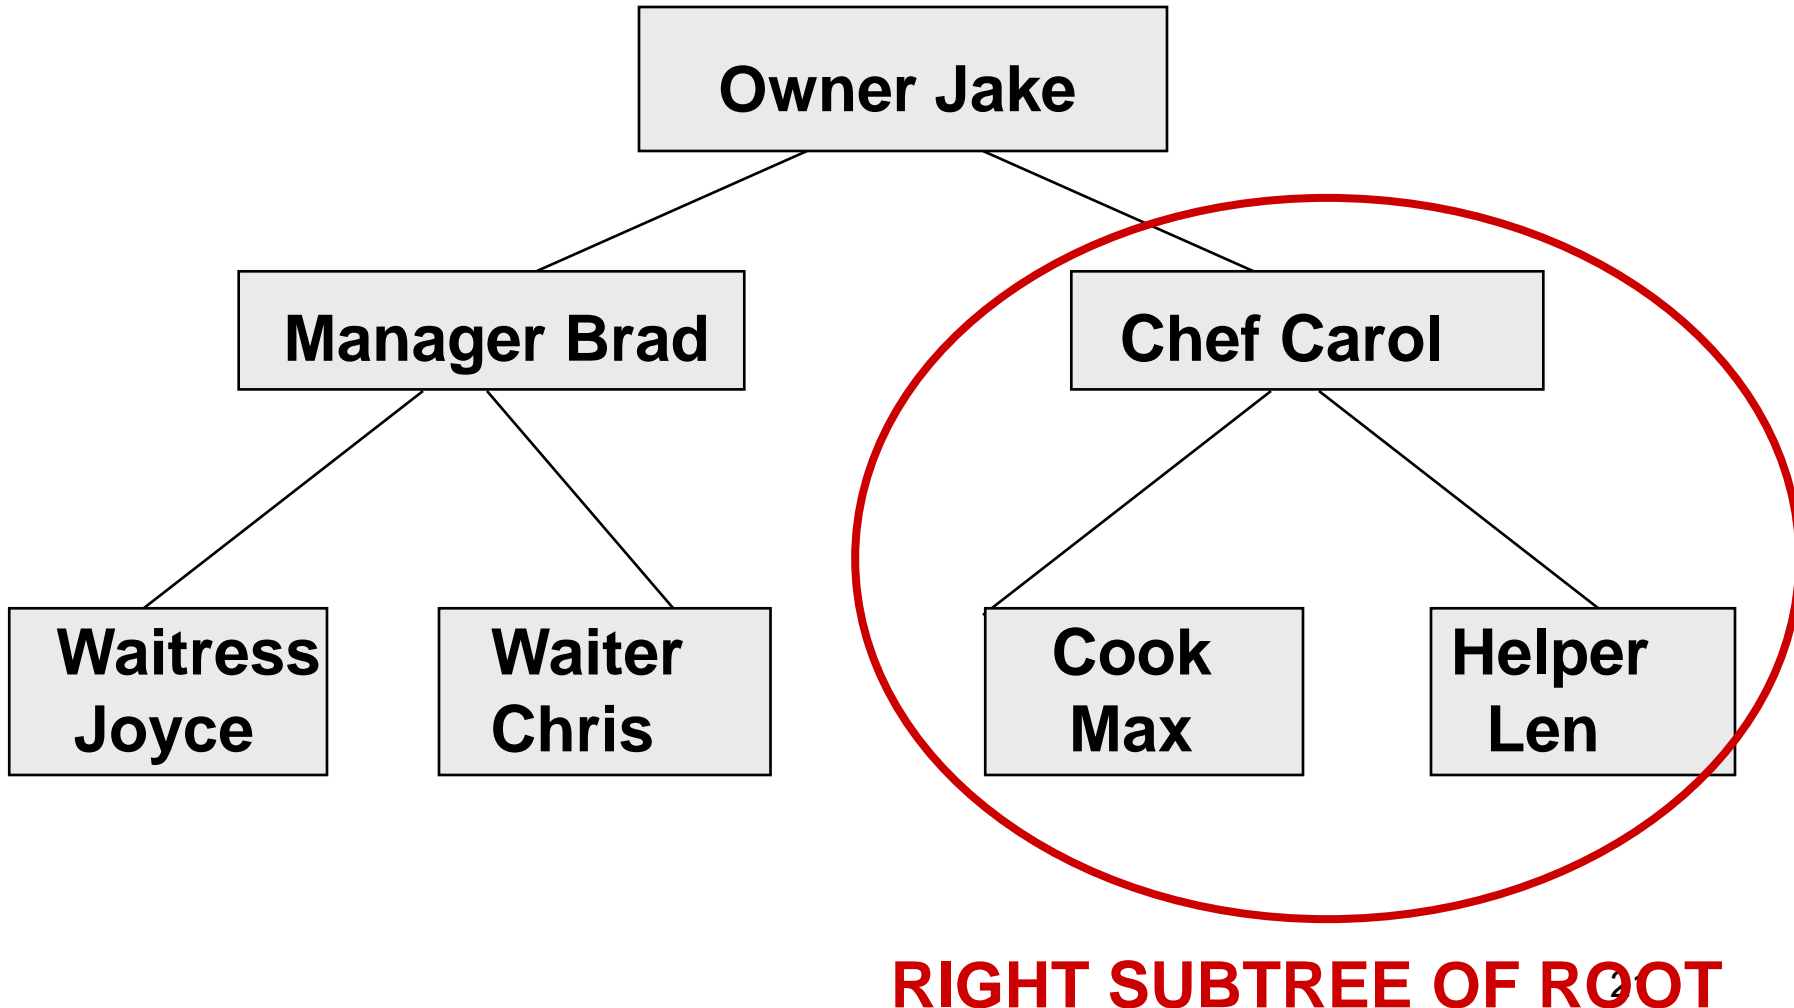 Owner Jake
Manager Brad
Chef Carol
Waitress
Joyce
Waiter
Chris
Cook
Max
Helper
Len
RIGHT SUBTREE OF ROOT